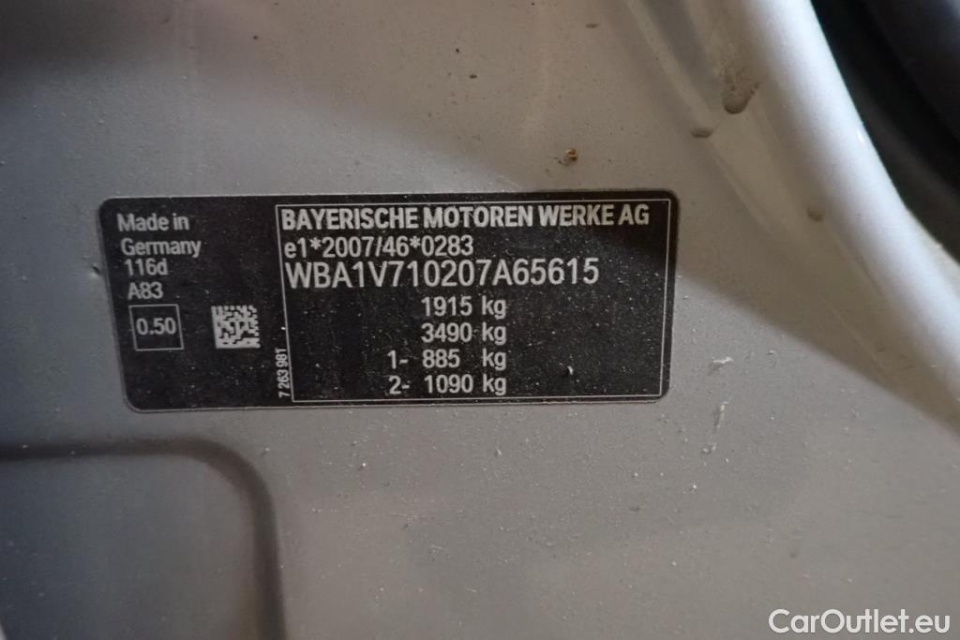 Made in
Germany
116d
A83
0.50
7 263 981
BAYERISCHE MOTOREN WERKE AG
e1*2007/46*0283
WBA1V710207A65615
1915 kg
3490 kg
1- 885 kg
2- 1090 kg
CarOutlet.eu